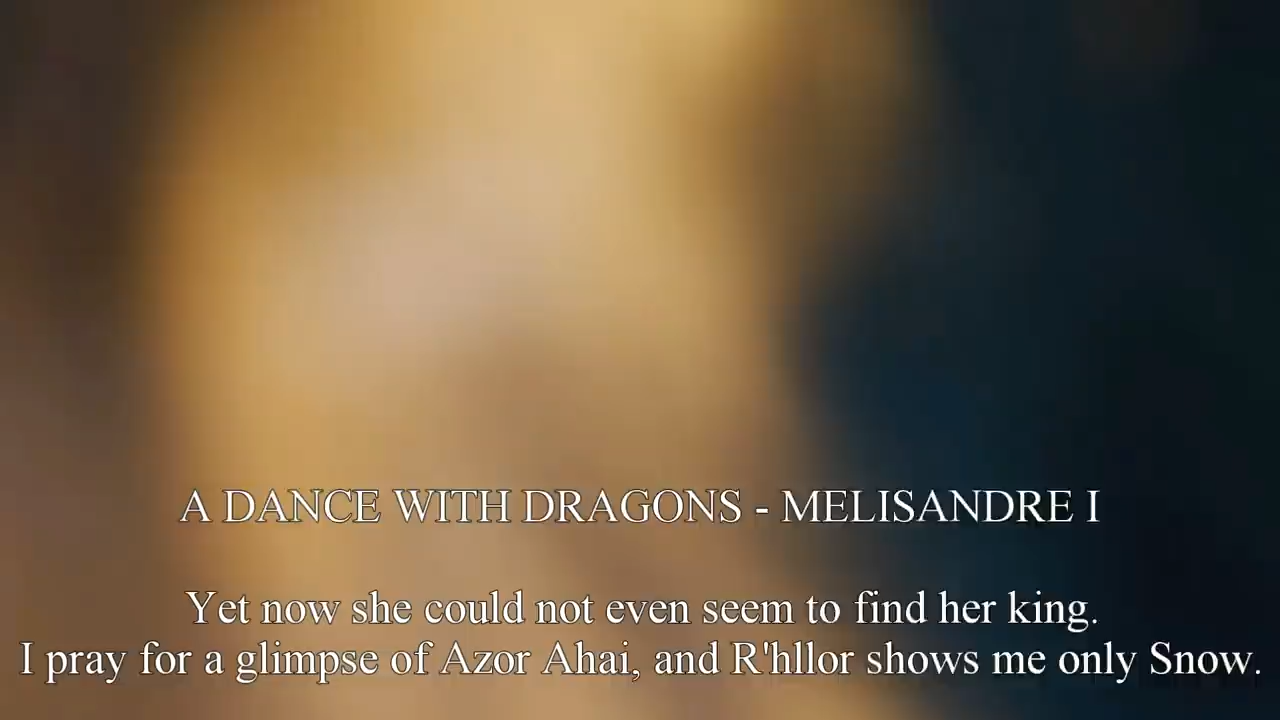 A DANCE WITH DRAGONS - MELISANDRE I
Yet now she could not even seem to find her king.
I pray for a glimpse of Azor Ahai, and R'hllor shows me only Snow.